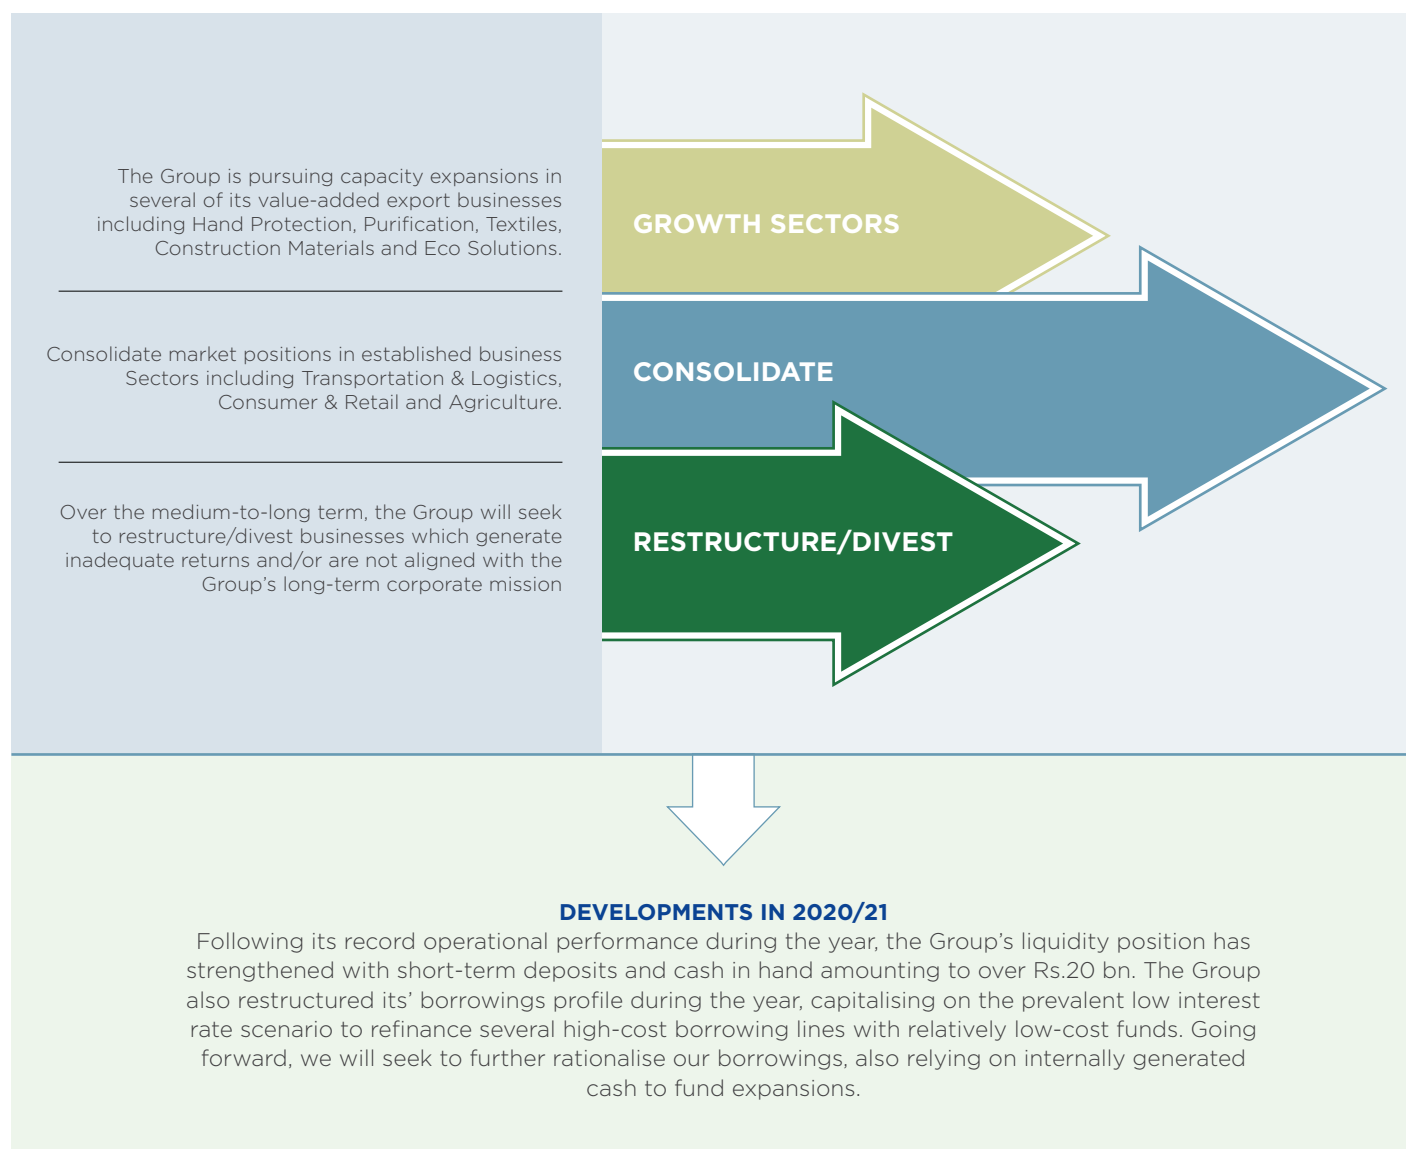 The Group is pursuing capacity expansions in
several of its value-added export businesses
including Hand Protection, Purification, Textiles,
Construction Materials and Eco Solutions.
GROWTH SECTORS
Consolidate market positions in established business
Sectors including Transportation & Logistics,
Consumer & Retail and Agriculture.
CONSOLIDATE
Over the medium-to-long term, the Group will seek
to restructure/divest businesses which generate
inadequate returns and/or are not aligned with the
Group’s long-term corporate mission
RESTRUCTURE/DIVEST
DEVELOPMENTS IN 2020/21
Following its record operational performance during the year, the Group’s liquidity position has
strengthened with short-term deposits and cash in hand amounting to over Rs.20 bn. The Group
also restructured its’ borrowings profile during the year, capitalising on the prevalent low interest
rate scenario to refinance several high-cost borrowing lines with relatively low-cost funds. Going
forward, we will seek to further rationalise our borrowings, also relying on internally generated
cash to fund expansions.